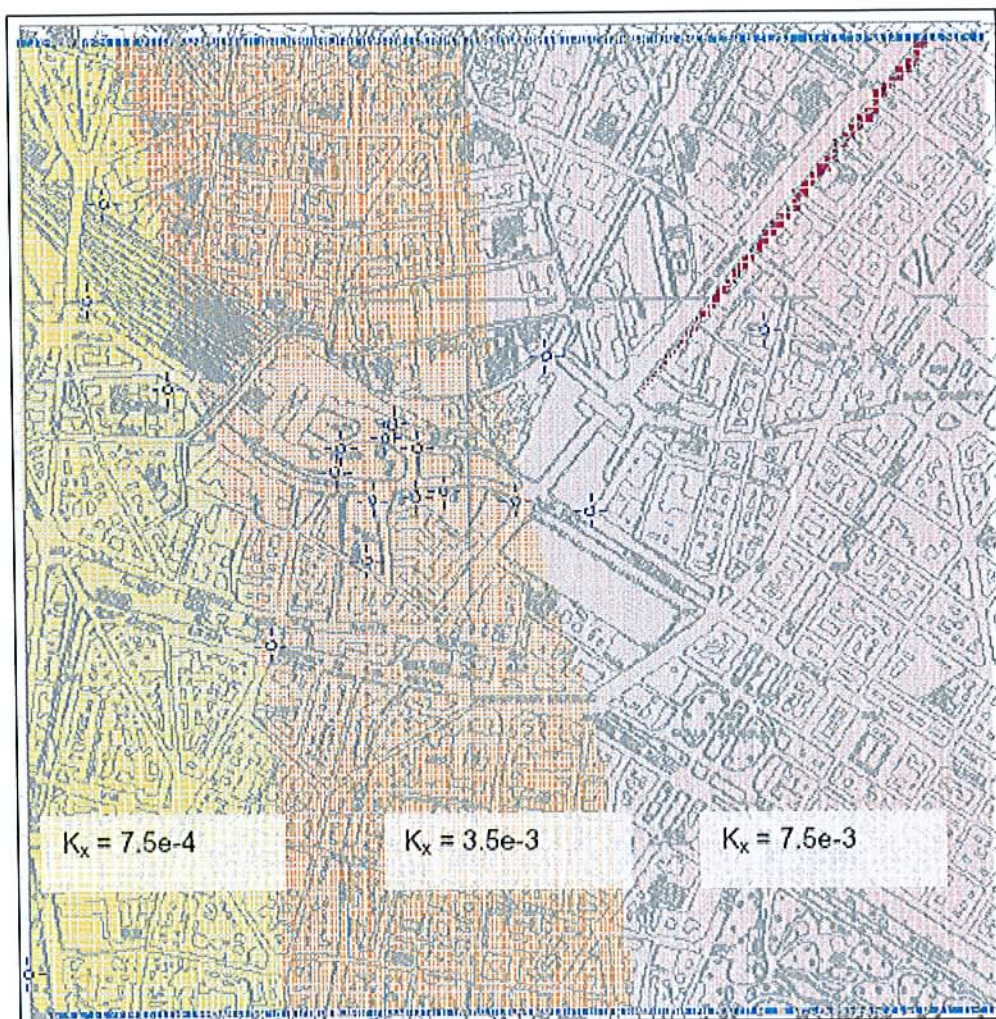 Kₓ = 7.5e-4
Kₓ = 3.5e-3
Kₓ = 7.5e-3